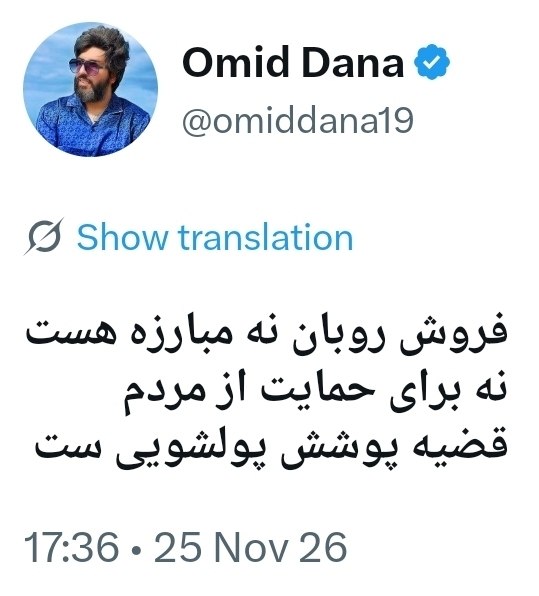 Omid Dana
@omiddana19
Show translation
فروش روبان نه مبارزه هست
نه برای حمایت از مردم
قضیه پوشش پولشویی ست
17:36 • 25 Nov 26